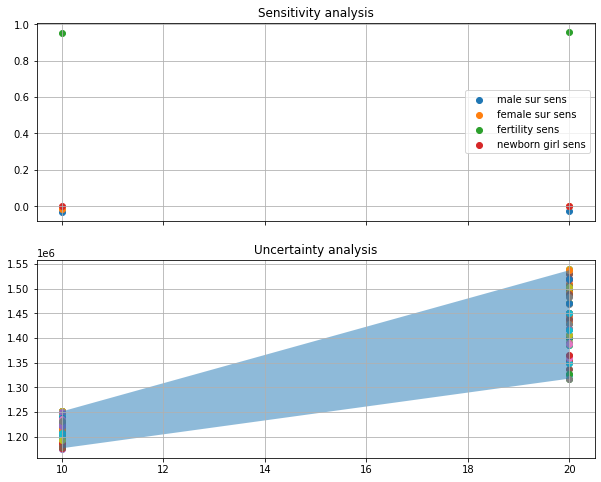 Sensitivity analysis
1.0
0.8
0.6
0.4
0.2
0.0
male sur sens
female sur sens
fertility sens
newborn girl sens
Uncertainty analysis
1e6
1.55
1.50
1.45
1.40
1.35
1.30
1.25
1.20
10 12 14 16 18 20